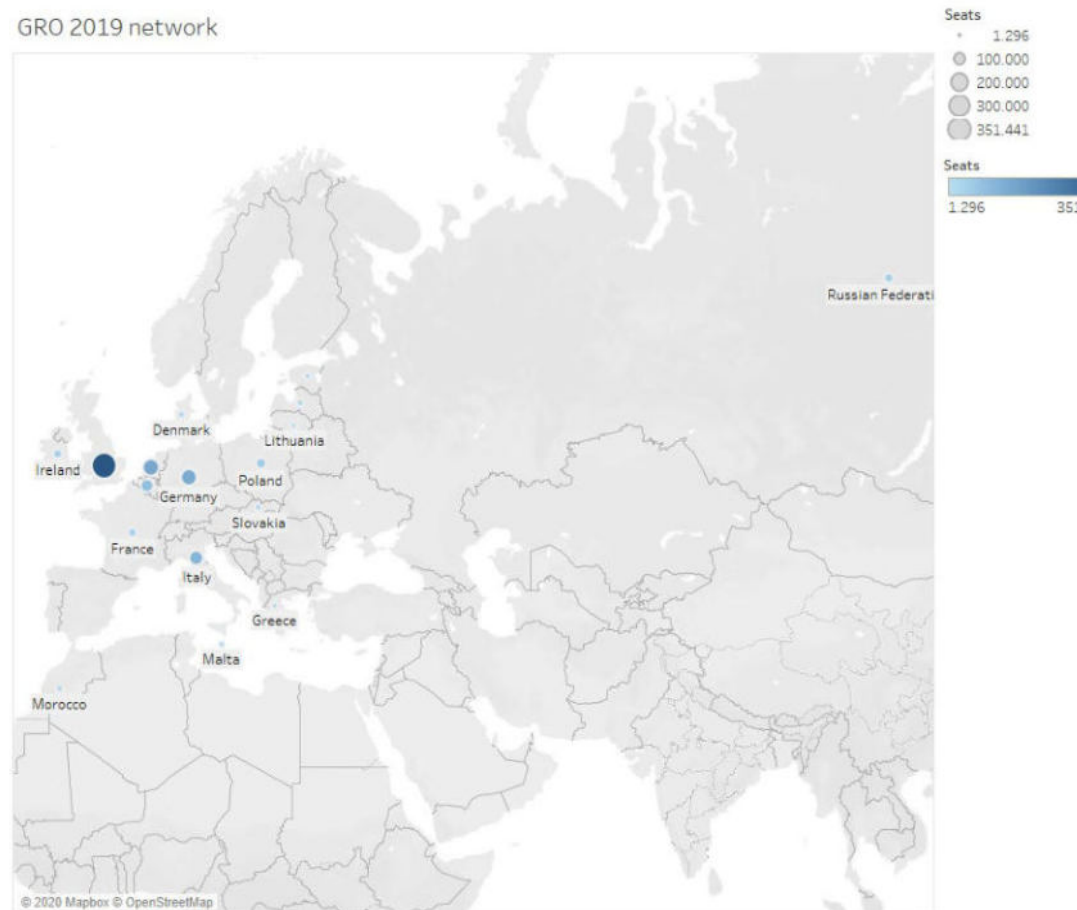 GRO 2019 network
Seats
1.296
100.000
200.000
300.000
351.441
Seats
1.296 351
Russian Federati
Denmark
Lithuania
Ireland
Poland
Germany
Slovakia
France
Italy
Greece
Malta
Morocco
© 2020 Mapbox © OpenStreetMap